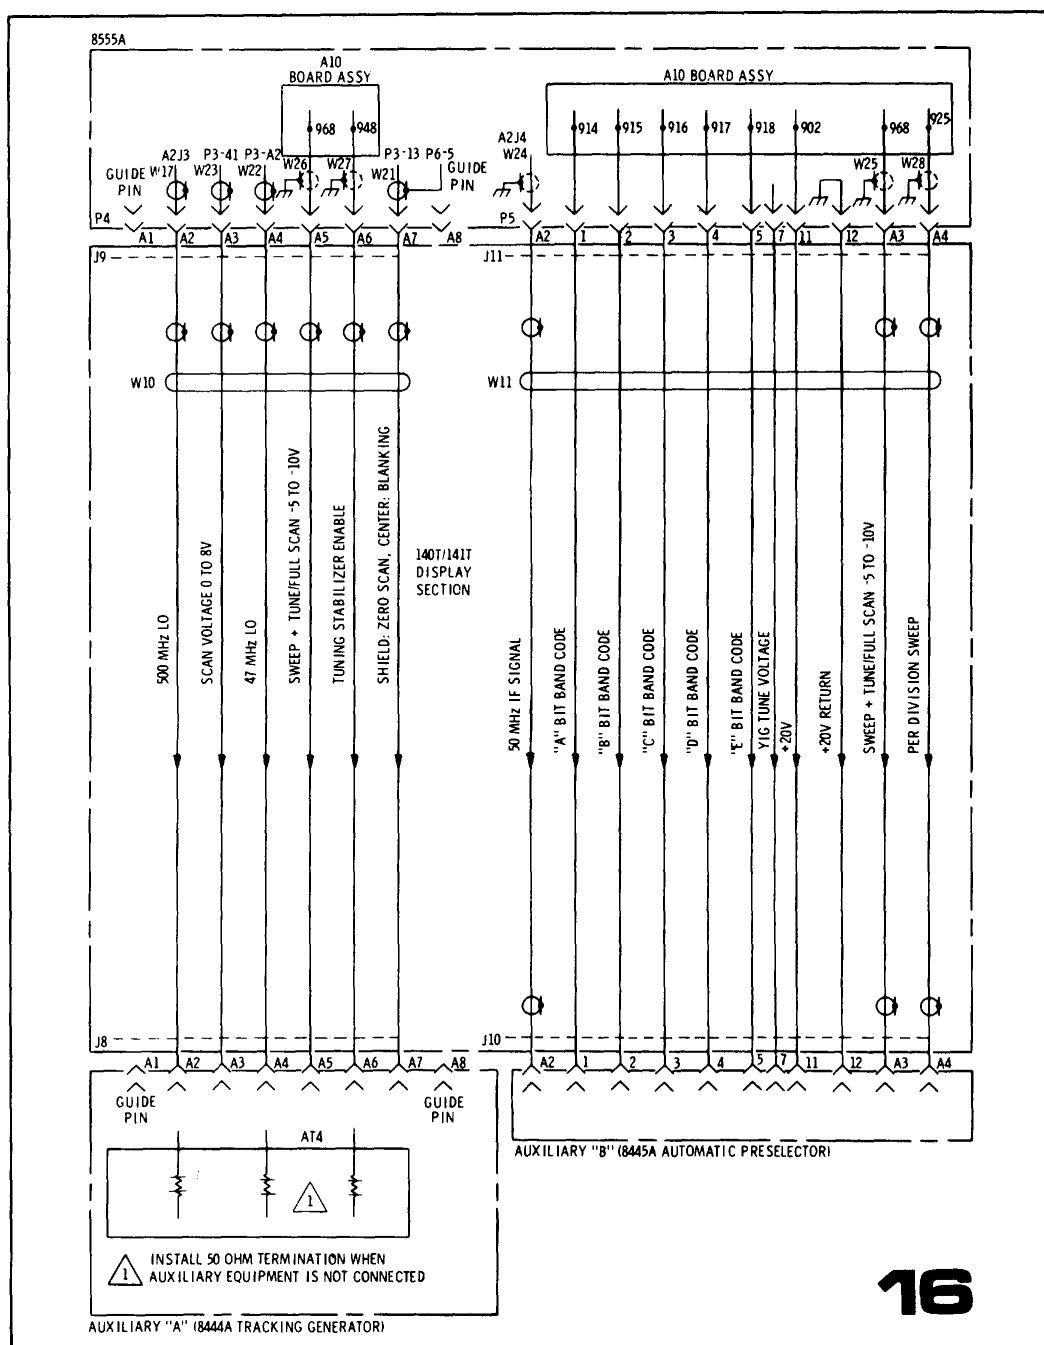 8555A
A10
BOARD ASSY
968 948
A10 BOARD ASSY
914 915 916 917 918 902 968 925
A2J3 P3-41 P3-A2 W26 W27 P3-13 P6-5
GUIDE W17 W23 W22 W21 GUIDE
PIN PIN
A2J4
W24
W25 W28
P4
A1 A2 A3 A4 A5 A6 A7 A8
P5
A2 1 2 3 4 5 7 11 12 A3 A4
J9
J11
W10
W11
500 MHz LO
SCAN VOLTAGE 0 TO 8V
47 MHz LO
SWEEP + TUNE/FULL SCAN -5 TO -10V
TUNING STABILIZER ENABLE
SHIELD: ZERO SCAN, CENTER: BLANKING
140T/141T
DISPLAY
SECTION
50 MHz IF SIGNAL
"A" BIT BAND CODE
"B" BIT BAND CODE
"C" BIT BAND CODE
"D" BIT BAND CODE
"E" BIT BAND CODE
YIG TUNE VOLTAGE
+20V
+20V RETURN
SWEEP + TUNE/FULL SCAN -5 TO -10V
PER DIVISION SWEEP
J8
J10
A1 A2 A3 A4 A5 A6 A7 A8
A2 1 2 3 4 5 7 11 12 A3 A4
GUIDE
PIN
GUIDE
PIN
AT4
1
AUXILIARY "B" (8445A AUTOMATIC PRESELECTOR)
1
INSTALL 50 OHM TERMINATION WHEN
AUXILIARY EQUIPMENT IS NOT CONNECTED
AUXILIARY "A" (8444A TRACKING GENERATOR)
16